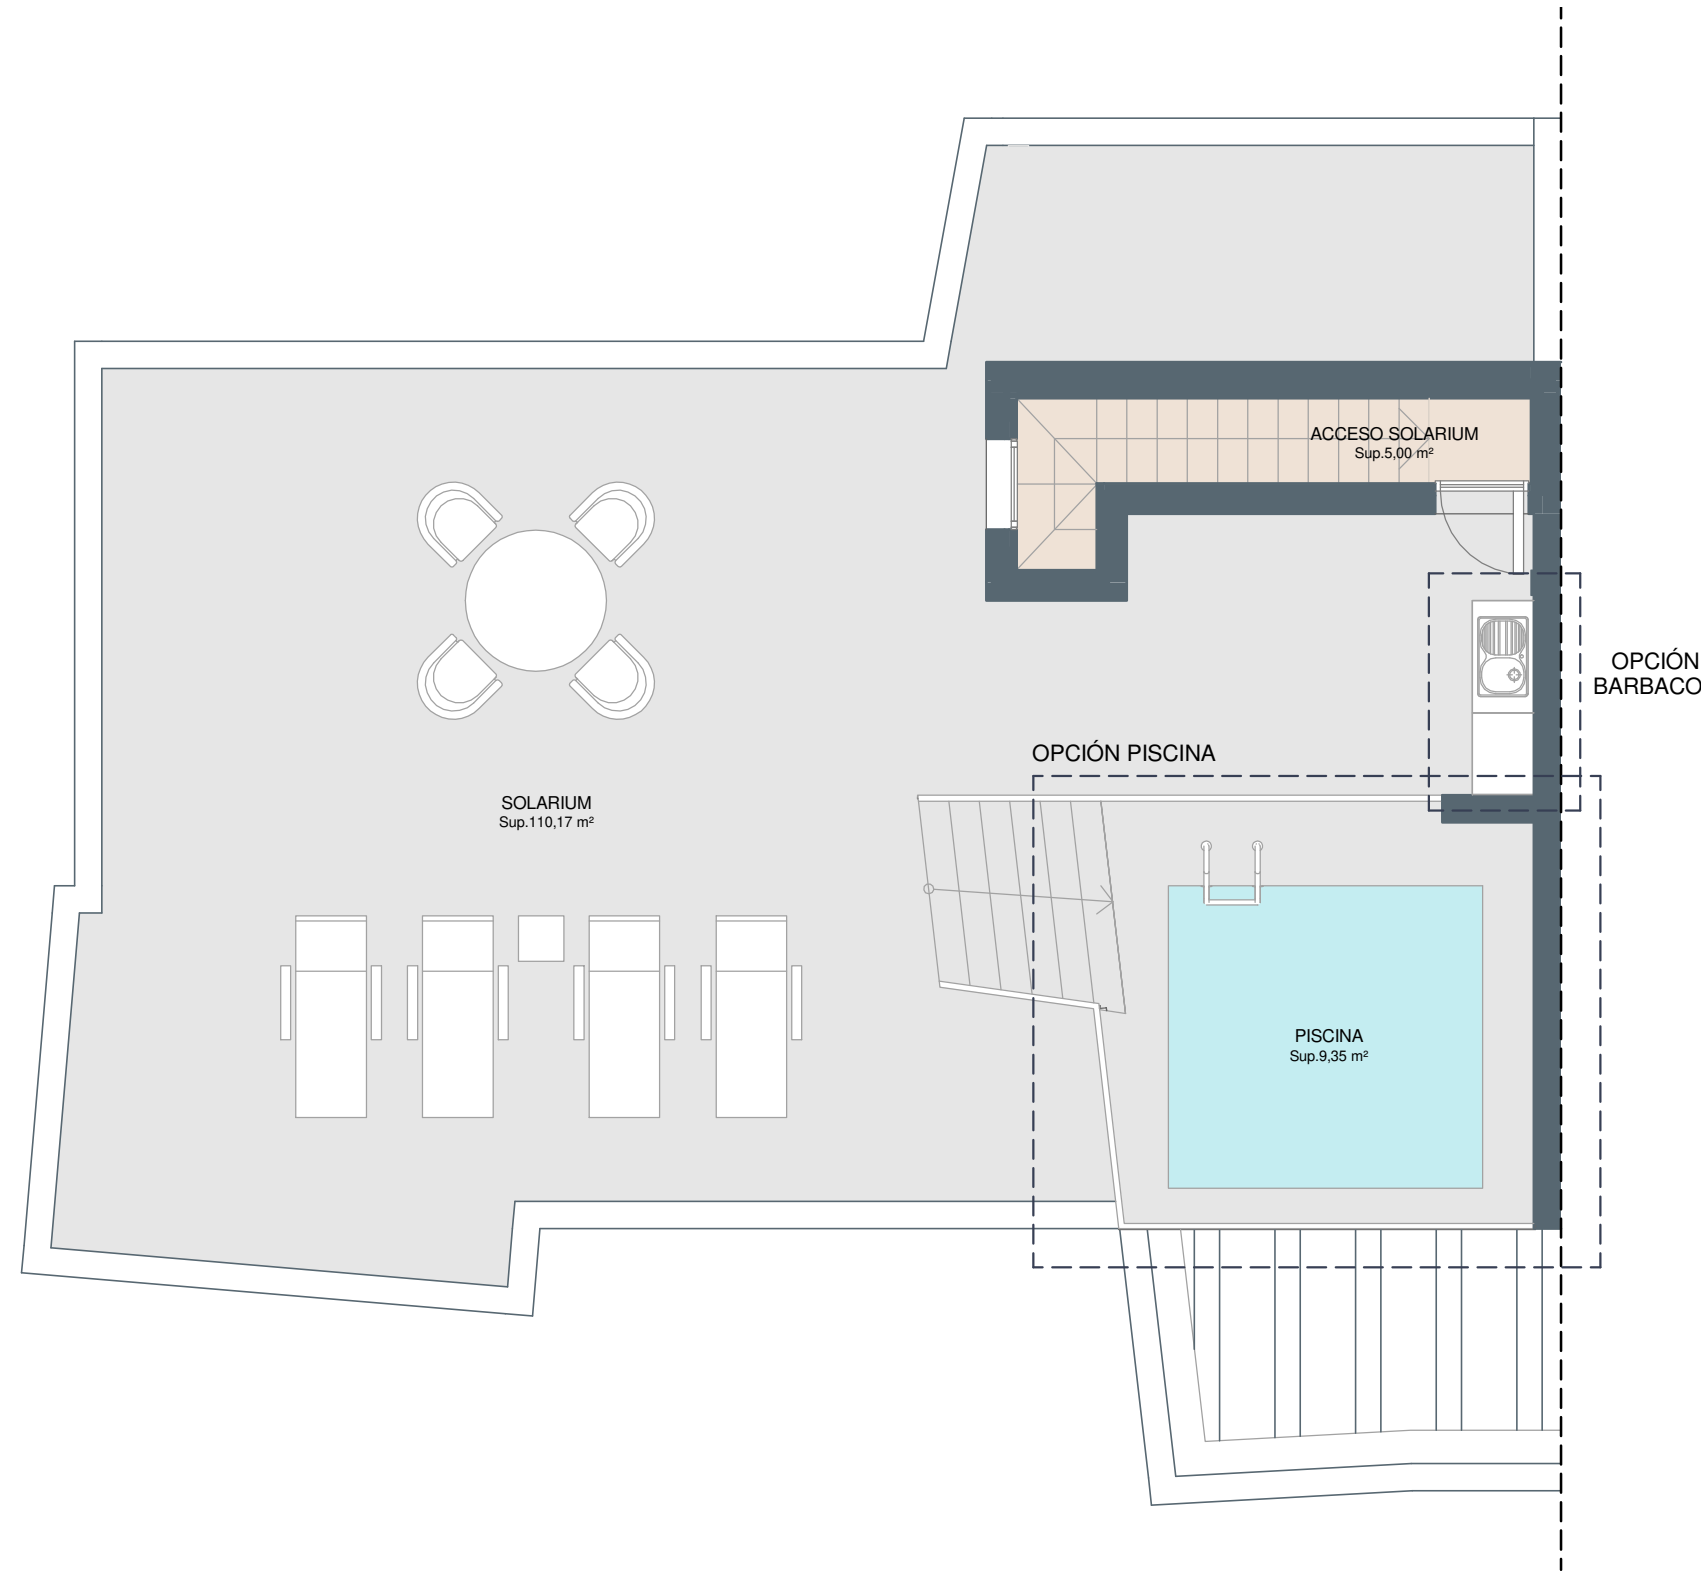 ACCESO SOLARIUM
Sup.5,00 m²
OPCIÓN
BARBACO
OPCIÓN PISCINA
SOLARIUM
Sup.110,17 m²
PISCINA
Sup.9,35 m²